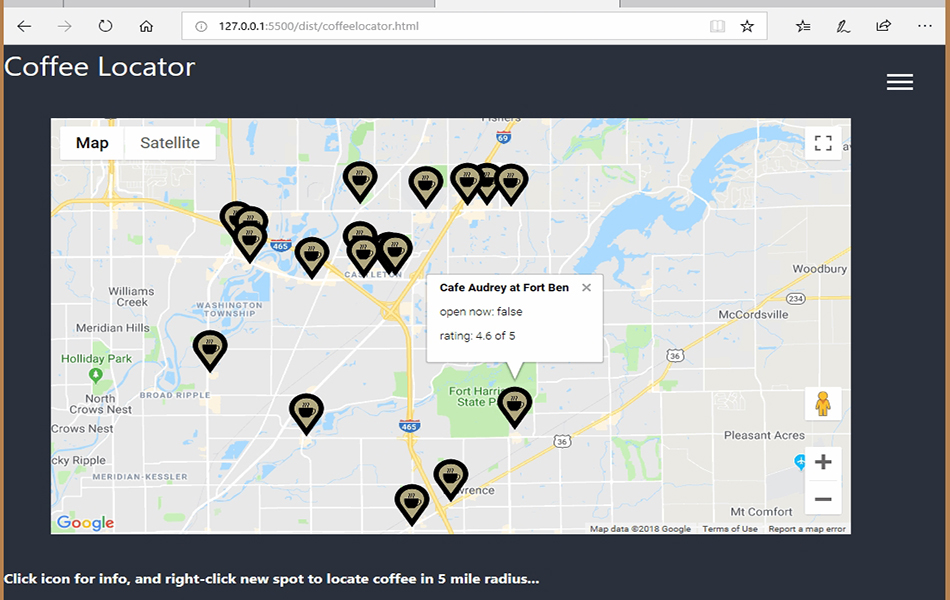 127.0.0.1:5500/dist/coffeelocator.html
Coffee Locator
Map Satellite
Fishers
69
465
CASTLETON
Woodbury
234
McCordsville
Williams
Creek
WASHINGTON
TOWNSHIP
Meridian Hills
Cafe Audrey at Fort Ben
open now: false
rating: 4.6 of 5
36
Holliday Park
BROAD RIPPLE
North
Crows Nest
Crows Nest
Fort Harri
State P
465
36
Pleasant Acres
cky Ripple
MERIDIAN-KESSLER
wrence
Mt Comfort
Google
Map data ©2018 Google Terms of Use Report a map error
Click icon for info, and right-click new spot to locate coffee in 5 mile radius...